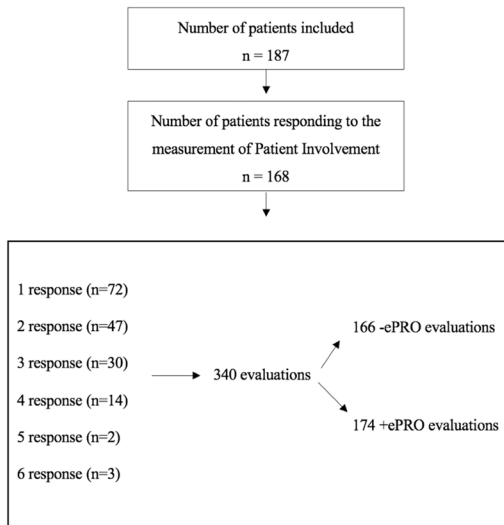 Number of patients included
n = 187
Number of patients responding to the
measurement of Patient Involvement
n = 168
1 response (n=72)
2 response (n=47)
3 response (n=30)
4 response (n=14)
5 response (n=2)
6 response (n=3)
340 evaluations
166 -ePRO evaluations
174 +ePRO evaluations